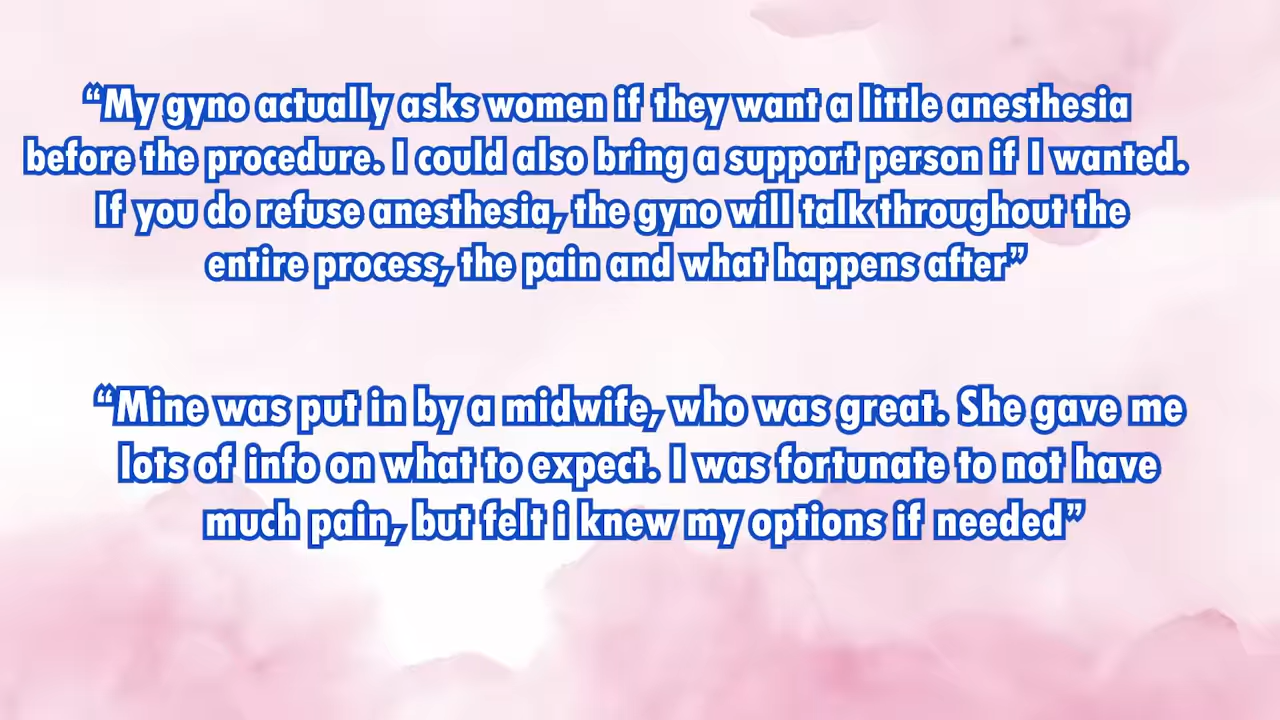 “My gyno actually asks women if they want a little anesthesia
before the procedure. I could also bring a support person if I wanted.
If you do refuse anesthesia, the gyno will talk throughout the
entire process, the pain and what happens after”
“Mine was put in by a midwife, who was great. She gave me
lots of info on what to expect. I was fortunate to not have
much pain, but felt i knew my options if needed”